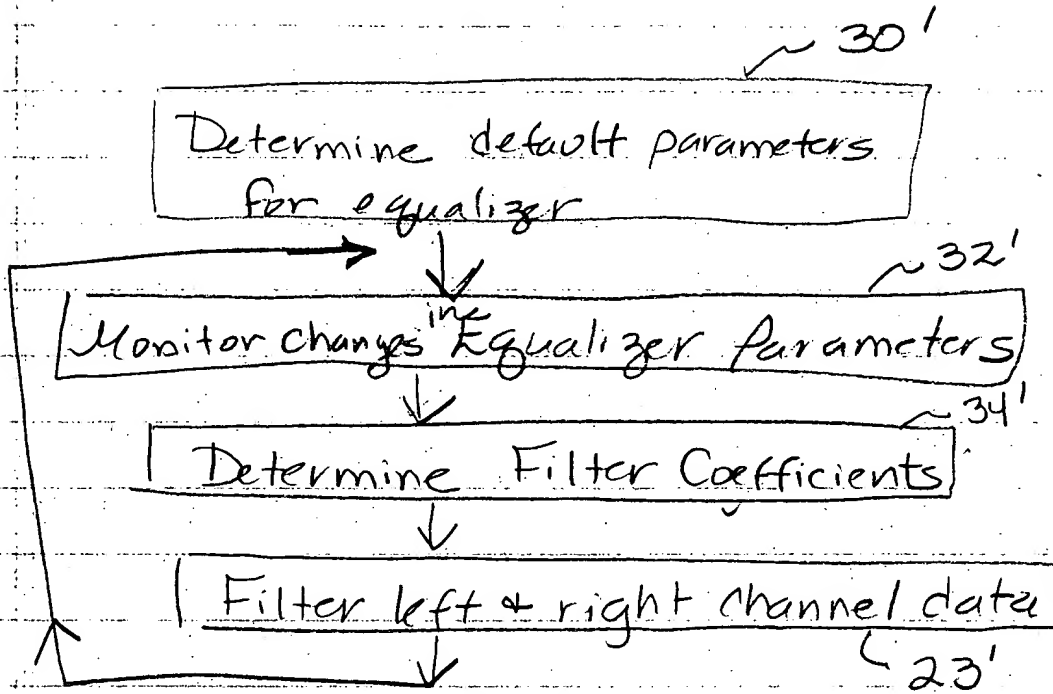 30'
Determine default parameters
for equalizer
32'
Monitor changes in Equalizer Parameters
34'
Determine Filter Coefficients
Filter left & right channel data
23'